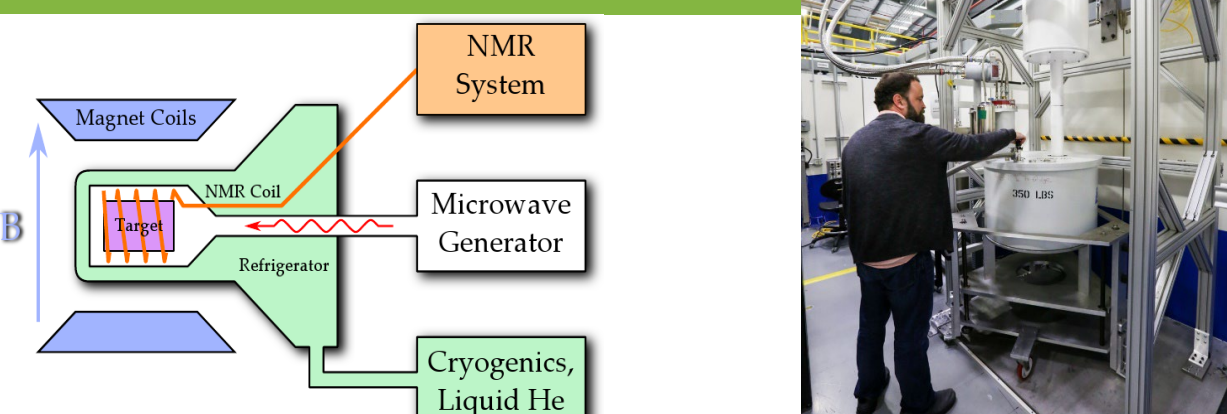 NMR
System
Magnet Coils
NMR Coil
B
Target
Microwave
Generator
Refrigerator
Cryogenics,
Liquid He
350 LBS